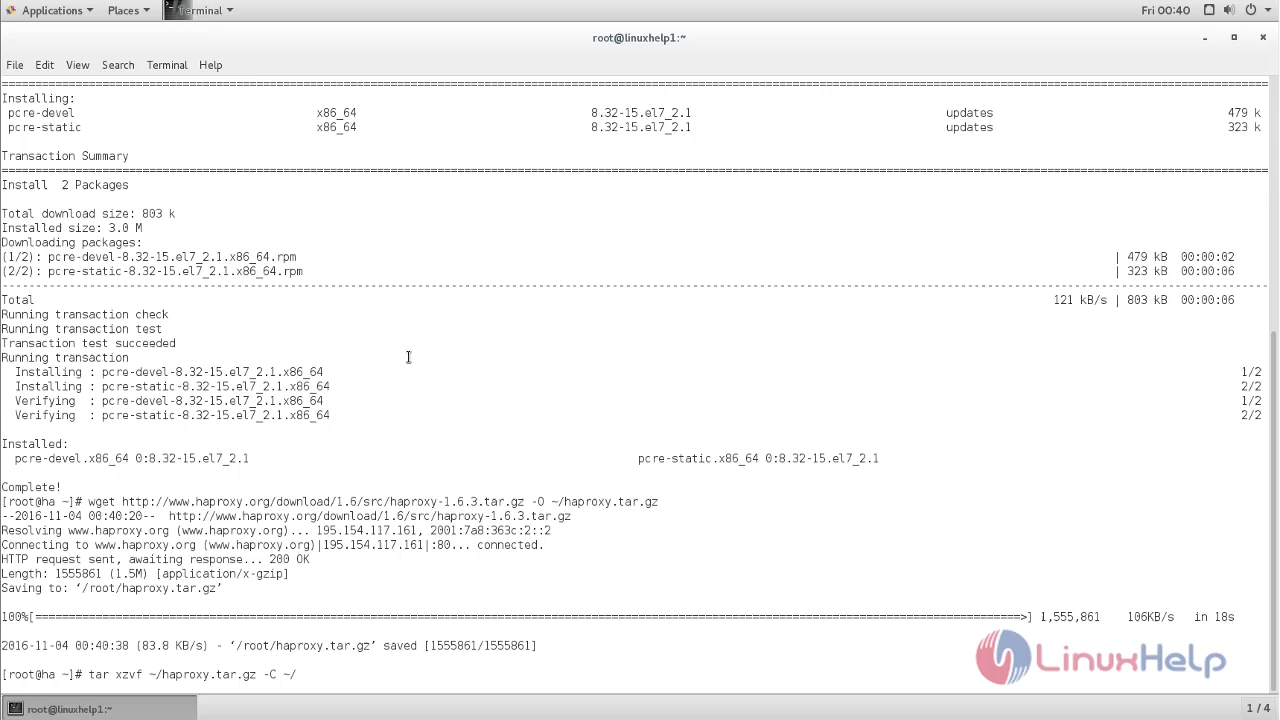 Applications Places Terminal Fri 00:40
root@linuxhelp1:~
File Edit View Search Terminal Help
================================================================================
Installing:
pcre-devel x86_64 8.32-15.el7_2.1 updates 479 k
pcre-static x86_64 8.32-15.el7_2.1 updates 323 k
Transaction Summary
================================================================================
Install 2 Packages
Total download size: 803 k
Installed size: 3.0 M
Downloading packages:
(1/2): pcre-devel-8.32-15.el7_2.1.x86_64.rpm | 479 kB 00:00:02
(2/2): pcre-static-8.32-15.el7_2.1.x86_64.rpm | 323 kB 00:00:06
--------------------------------------------------------------------------------
Total 121 kB/s | 803 kB 00:00:06
Running transaction check
Running transaction test
Transaction test succeeded
Running transaction
Installing : pcre-devel-8.32-15.el7_2.1.x86_64 1/2
Installing : pcre-static-8.32-15.el7_2.1.x86_64 2/2
Verifying : pcre-devel-8.32-15.el7_2.1.x86_64 1/2
Verifying : pcre-static-8.32-15.el7_2.1.x86_64 2/2
Installed:
pcre-devel.x86_64 0:8.32-15.el7_2.1 pcre-static.x86_64 0:8.32-15.el7_2.1
Complete!
[root@ha ~]# wget http://www.haproxy.org/download/1.6/src/haproxy-1.6.3.tar.gz -O ~/haproxy.tar.gz
--2016-11-04 00:40:20-- http://www.haproxy.org/download/1.6/src/haproxy-1.6.3.tar.gz
Resolving www.haproxy.org (www.haproxy.org)... 195.154.117.161, 2001:7a8:363c:2::2
Connecting to www.haproxy.org (www.haproxy.org)|195.154.117.161|:80... connected.
HTTP request sent, awaiting response... 200 OK
Length: 1555861 (1.5M) [application/x-gzip]
Saving to: ‘/root/haproxy.tar.gz’
100%[================================================================================>] 1,555,861 106KB/s in 18s
2016-11-04 00:40:38 (83.8 KB/s) - ‘/root/haproxy.tar.gz’ saved [1555861/1555861]
[root@ha ~]# tar xzvf ~/haproxy.tar.gz -C ~/
LinuxHelp
root@linuxhelp1:~ 1 / 4